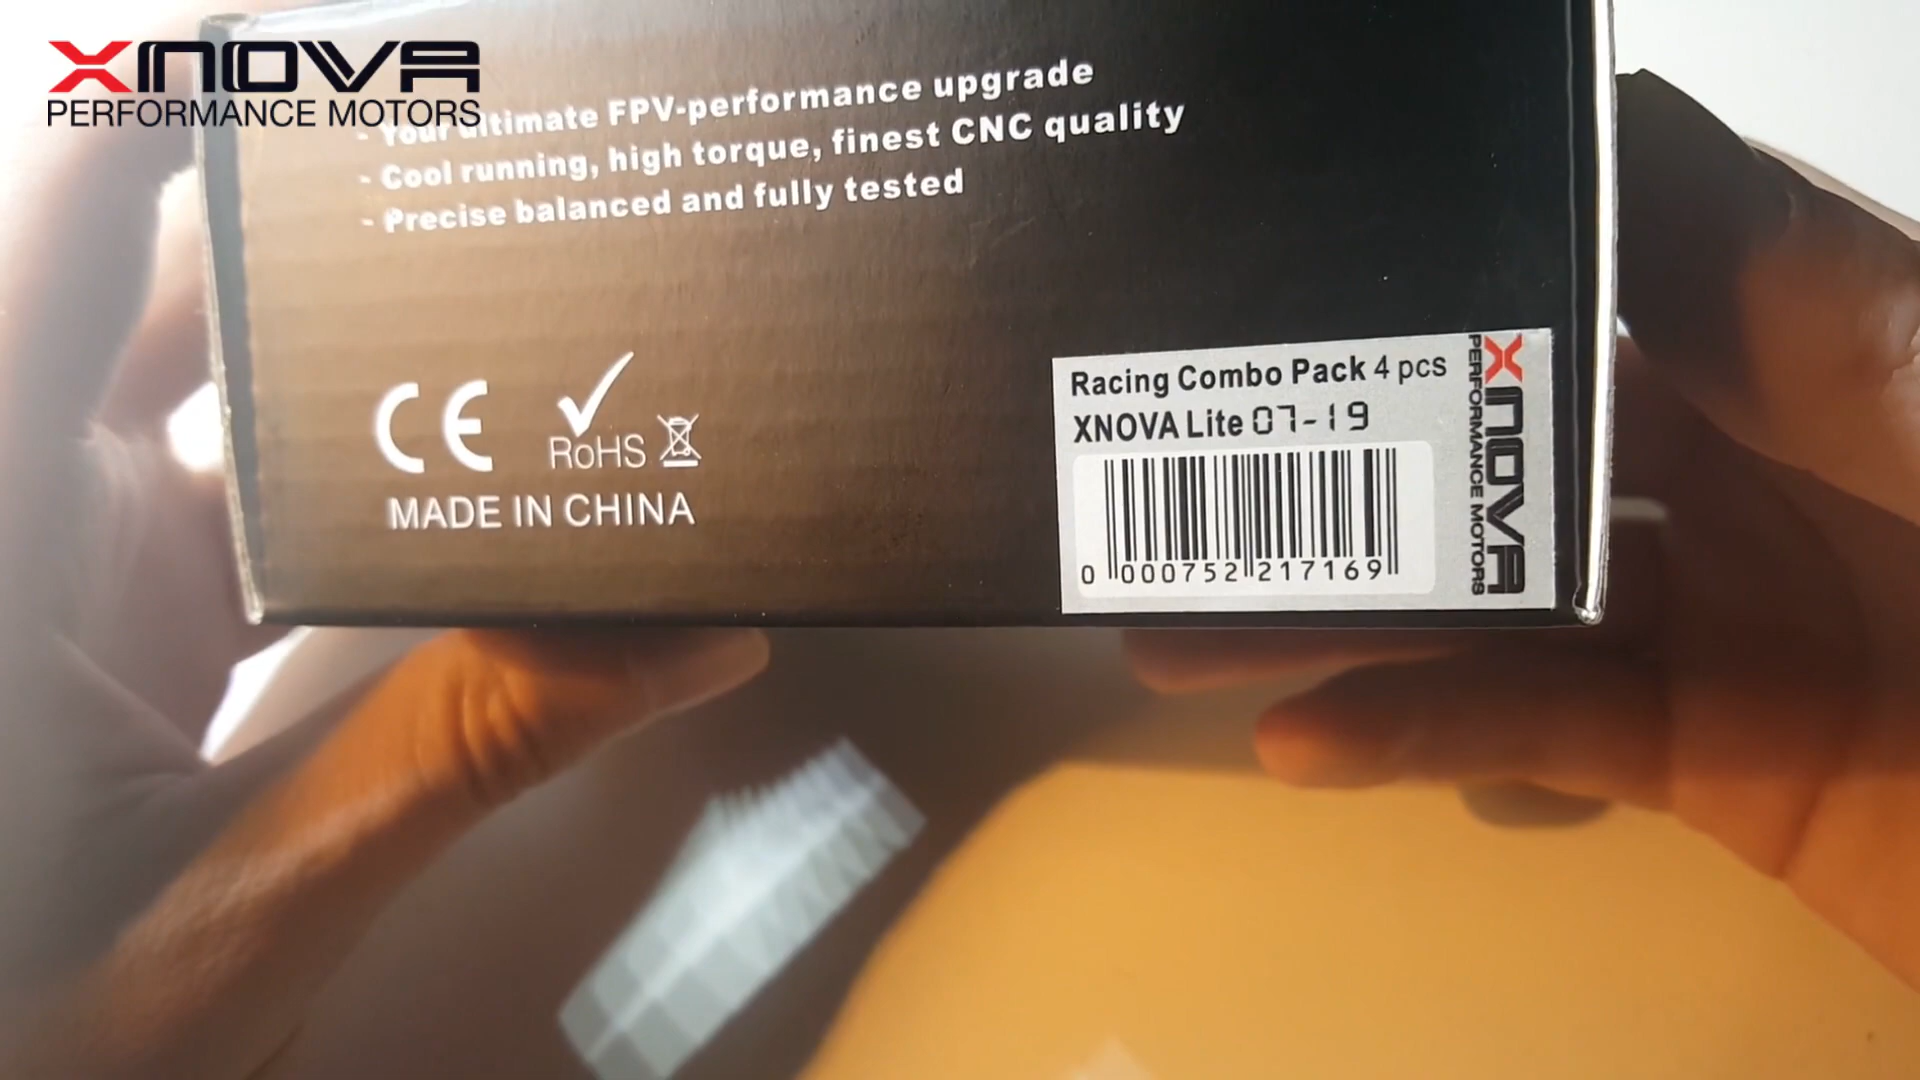 XNOVA
PERFORMANCE MOTORS
- Your ultimate FPV-performance upgrade
- Cool running, high torque, finest CNC quality
- Precise balanced and fully tested
CE
RoHS
MADE IN CHINA
Racing Combo Pack 4 pcs
XNOVA Lite 07-19
0 000752 217169
XNOVA
PERFORMANCE MOTORS